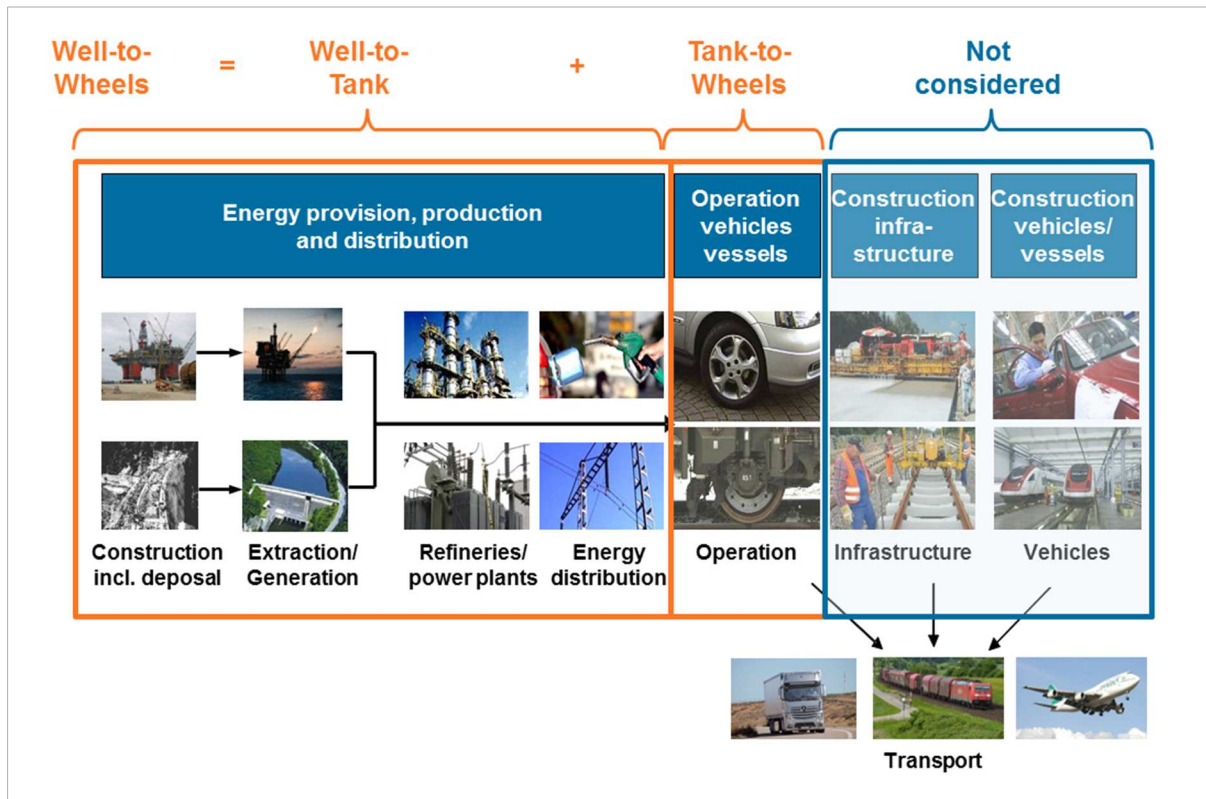 Well-to-
Wheels
=
Well-to-
Tank
+
Tank-to-
Wheels
Not
considered
Energy provision, production
and distribution
Operation
vehicles
vessels
Construction
infra-
structure
Construction
vehicles/
vessels
Construction
incl. deposal
Extraction/
Generation
Refineries/
power plants
Energy
distribution
Operation
Infrastructure
Vehicles
Transport